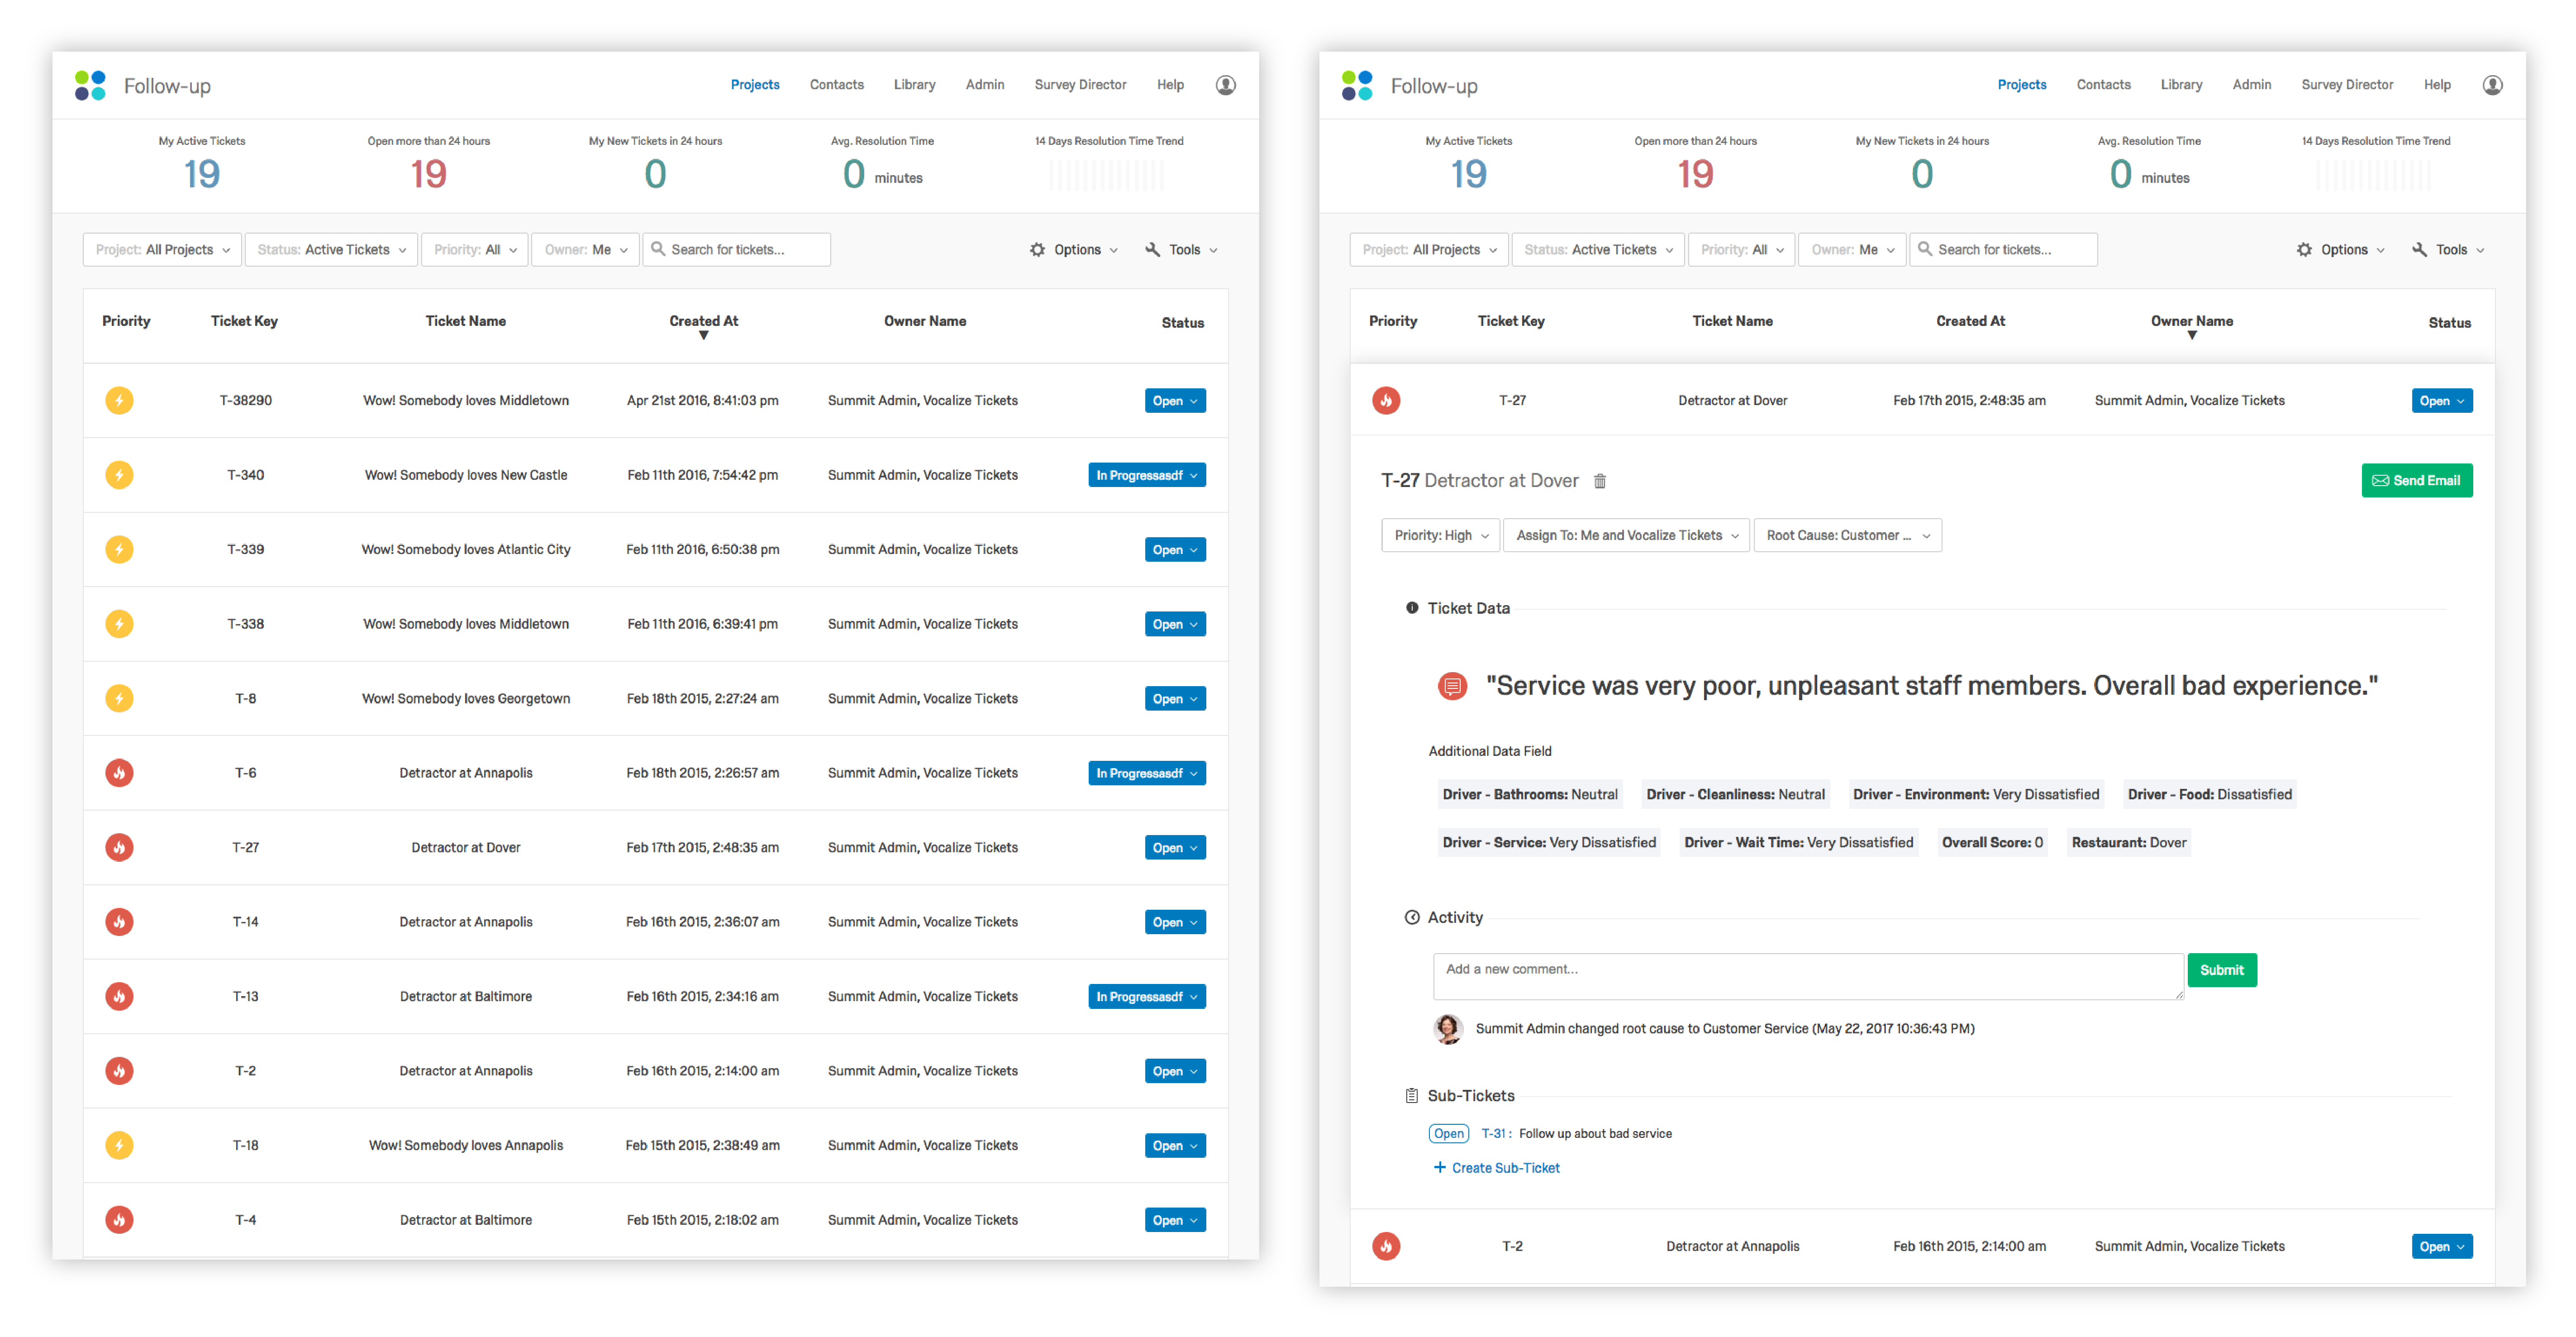 Follow-up
Projects Contacts Library Admin Survey Director Help
My Active Tickets Open more than 24 hours My New Tickets in 24 hours Avg. Resolution Time 14 Days Resolution Time Trend
19 19 0 0 minutes
Project: All Projects Status: Active Tickets Priority: All Owner: Me Search for tickets... Options Tools
Priority Ticket Key Ticket Name Created At Owner Name Status
T-38290 Wow! Somebody loves Middletown Apr 21st 2016, 8:41:03 pm Summit Admin, Vocalize Tickets Open
T-340 Wow! Somebody loves New Castle Feb 11th 2016, 7:54:42 pm Summit Admin, Vocalize Tickets In Progressasdf
T-339 Wow! Somebody loves Atlantic City Feb 11th 2016, 6:50:38 pm Summit Admin, Vocalize Tickets Open
T-338 Wow! Somebody loves Middletown Feb 11th 2016, 6:39:41 pm Summit Admin, Vocalize Tickets Open
T-8 Wow! Somebody loves Georgetown Feb 18th 2015, 2:27:24 am Summit Admin, Vocalize Tickets Open
T-6 Detractor at Annapolis Feb 18th 2015, 2:26:57 am Summit Admin, Vocalize Tickets In Progressasdf
T-27 Detractor at Dover Feb 17th 2015, 2:48:35 am Summit Admin, Vocalize Tickets Open
T-14 Detractor at Annapolis Feb 16th 2015, 2:36:07 am Summit Admin, Vocalize Tickets Open
T-13 Detractor at Baltimore Feb 16th 2015, 2:34:16 am Summit Admin, Vocalize Tickets In Progressasdf
T-2 Detractor at Annapolis Feb 16th 2015, 2:14:00 am Summit Admin, Vocalize Tickets Open
T-18 Wow! Somebody loves Annapolis Feb 15th 2015, 2:38:49 am Summit Admin, Vocalize Tickets Open
T-4 Detractor at Baltimore Feb 15th 2015, 2:18:02 am Summit Admin, Vocalize Tickets Open
Follow-up
Projects Contacts Library Admin Survey Director Help
My Active Tickets Open more than 24 hours My New Tickets in 24 hours Avg. Resolution Time 14 Days Resolution Time Trend
19 19 0 0 minutes
Project: All Projects Status: Active Tickets Priority: All Owner: Me Search for tickets... Options Tools
Priority Ticket Key Ticket Name Created At Owner Name Status
T-27 Detractor at Dover Feb 17th 2015, 2:48:35 am Summit Admin, Vocalize Tickets Open
T-27 Detractor at Dover Send Email
Priority: High Assign To: Me and Vocalize Tickets Root Cause: Customer ...
Ticket Data
"Service was very poor, unpleasant staff members. Overall bad experience."
Additional Data Field
Driver - Bathrooms: Neutral Driver - Cleanliness: Neutral Driver - Environment: Very Dissatisfied Driver - Food: Dissatisfied
Driver - Service: Very Dissatisfied Driver - Wait Time: Very Dissatisfied Overall Score: 0 Restaurant: Dover
Activity
Add a new comment... Submit
Summit Admin changed root cause to Customer Service (May 22, 2017 10:36:43 PM)
Sub-Tickets
Open T-31 : Follow up about bad service
+ Create Sub-Ticket
T-2 Detractor at Annapolis Feb 16th 2015, 2:14:00 am Summit Admin, Vocalize Tickets Open